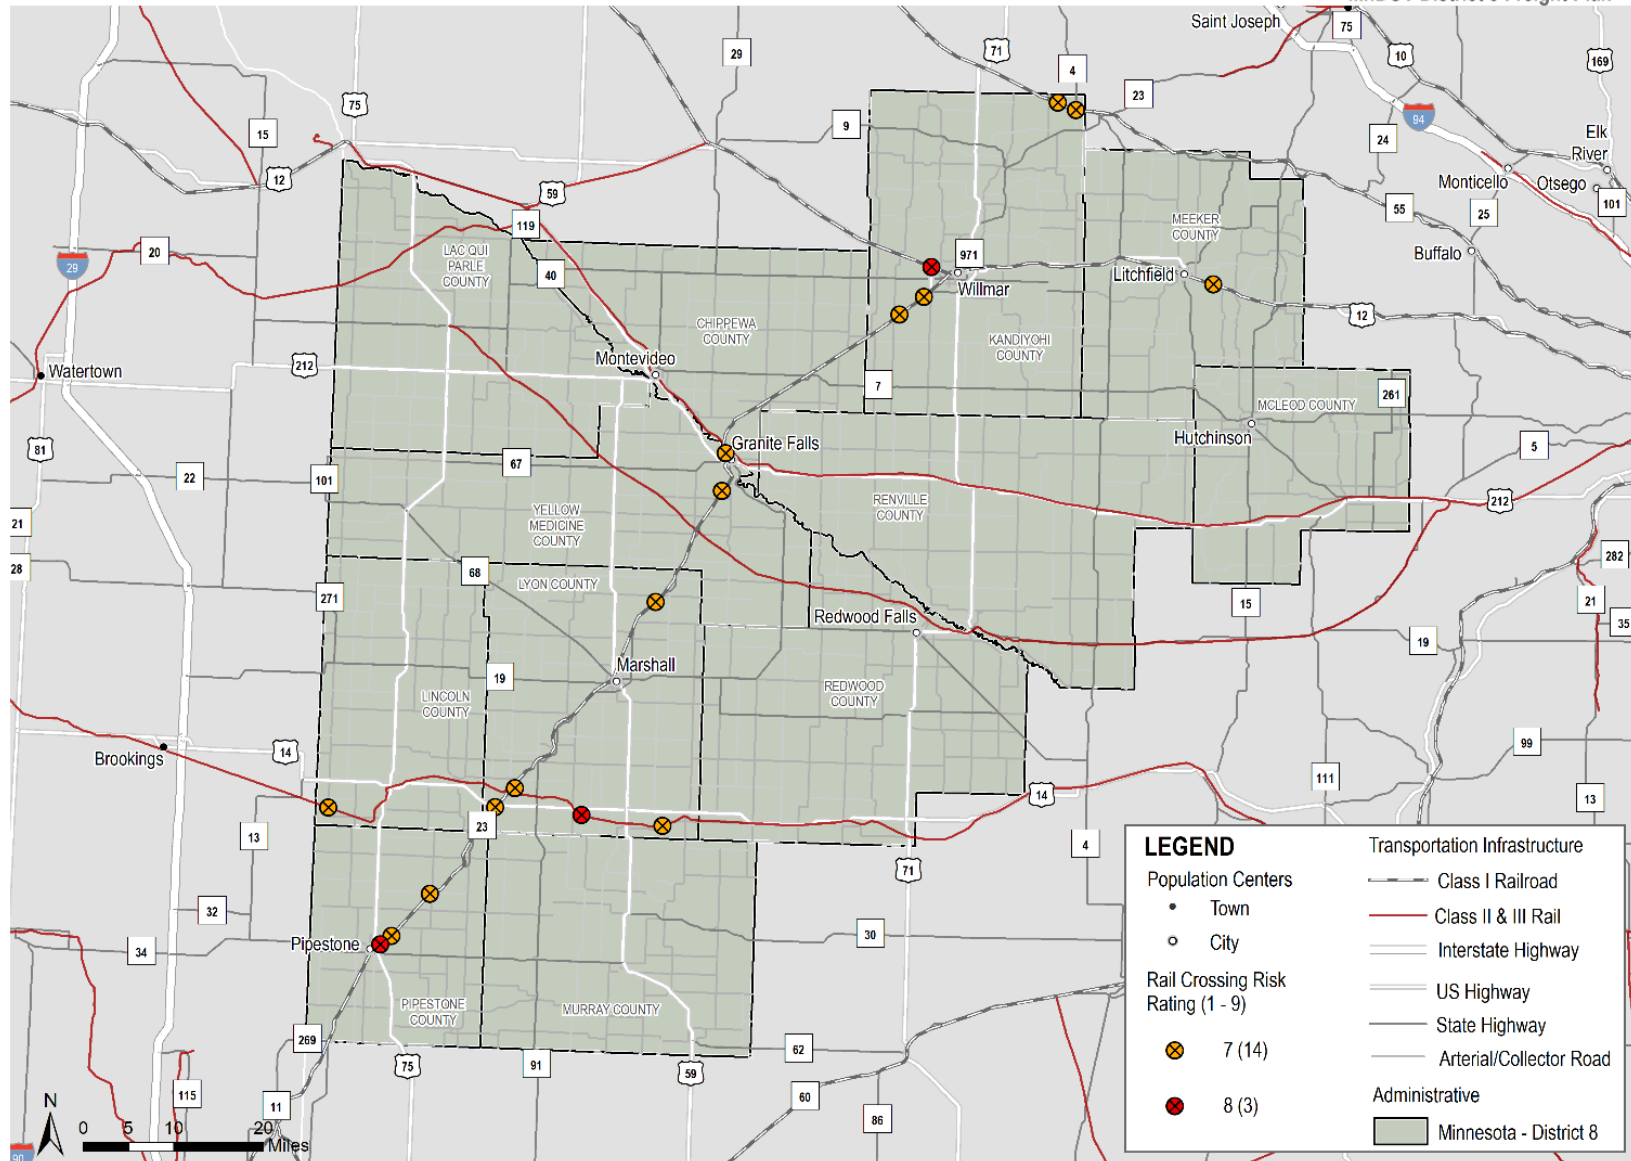 Saint Joseph
75
10
169
71
29
4
23
94
75
15
9
24
Elk
River
12
59
Monticello
Otsego
101
55
25
119
MEEKER
COUNTY
20
LAC QUI
PARLE
COUNTY
971
Buffalo
29
40
Litchfield
Willmar
12
CHIPPEWA
COUNTY
KANDIYOHI
COUNTY
Montevideo
212
Watertown
7
261
MCLEOD COUNTY
Hutchinson
81
Granite Falls
5
67
22
101
RENVILLE
COUNTY
212
21
YELLOW
MEDICINE
COUNTY
28
68
LYON COUNTY
282
271
15
21
Redwood Falls
35
19
Marshall
19
LINCOLN
COUNTY
REDWOOD
COUNTY
Brookings
14
99
111
14
13
23
13
4
71
32
30
34
Pipestone
PIPESTONE
COUNTY
MURRAY COUNTY
269
62
75
91
59
115
11
60
86
90
N
0 5 10 20
Miles
LEGEND
Population Centers
Town
City
Rail Crossing Risk
Rating (1 - 9)
7 (14)
8 (3)
Transportation Infrastructure
Class I Railroad
Class II & III Rail
Interstate Highway
US Highway
State Highway
Arterial/Collector Road
Administrative
Minnesota - District 8